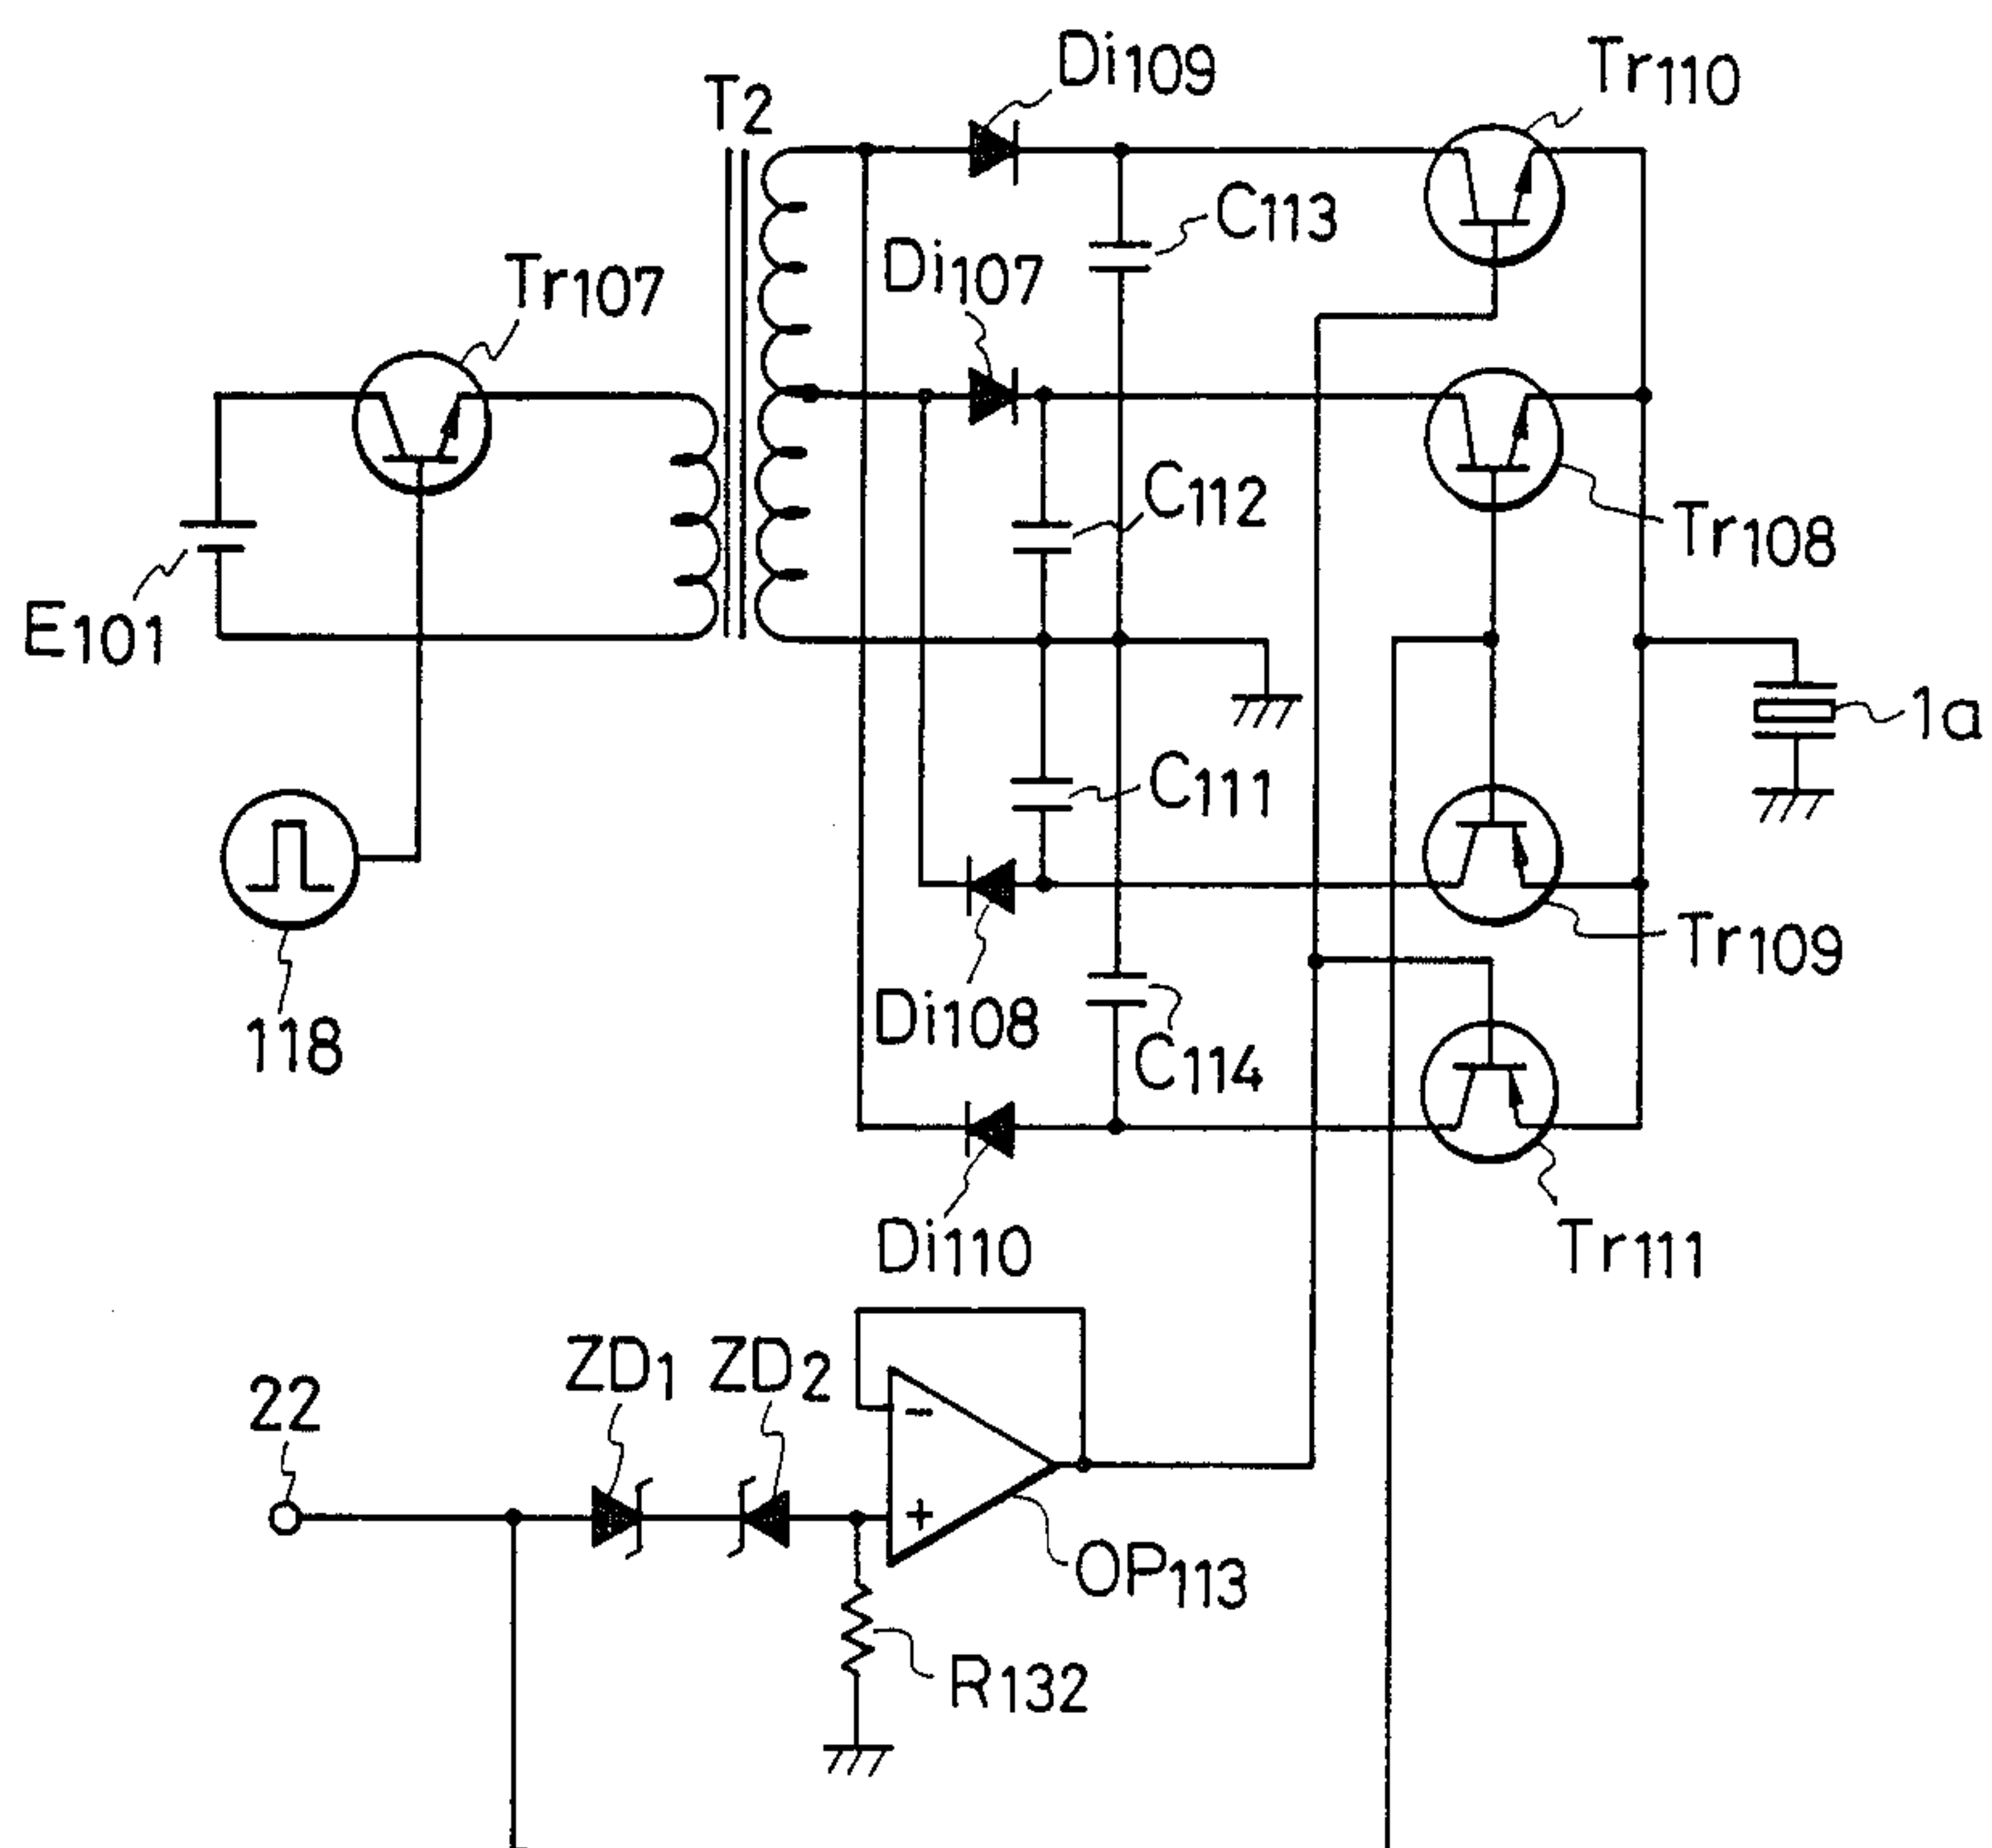 Di109
Tr110
T2
C113
Di107
Tr107
C112
Tr108
E101
1a
C111
Tr109
Di108
118
C114
Di110
Tr111
ZD1 ZD2
22
-
+
OP113
R132